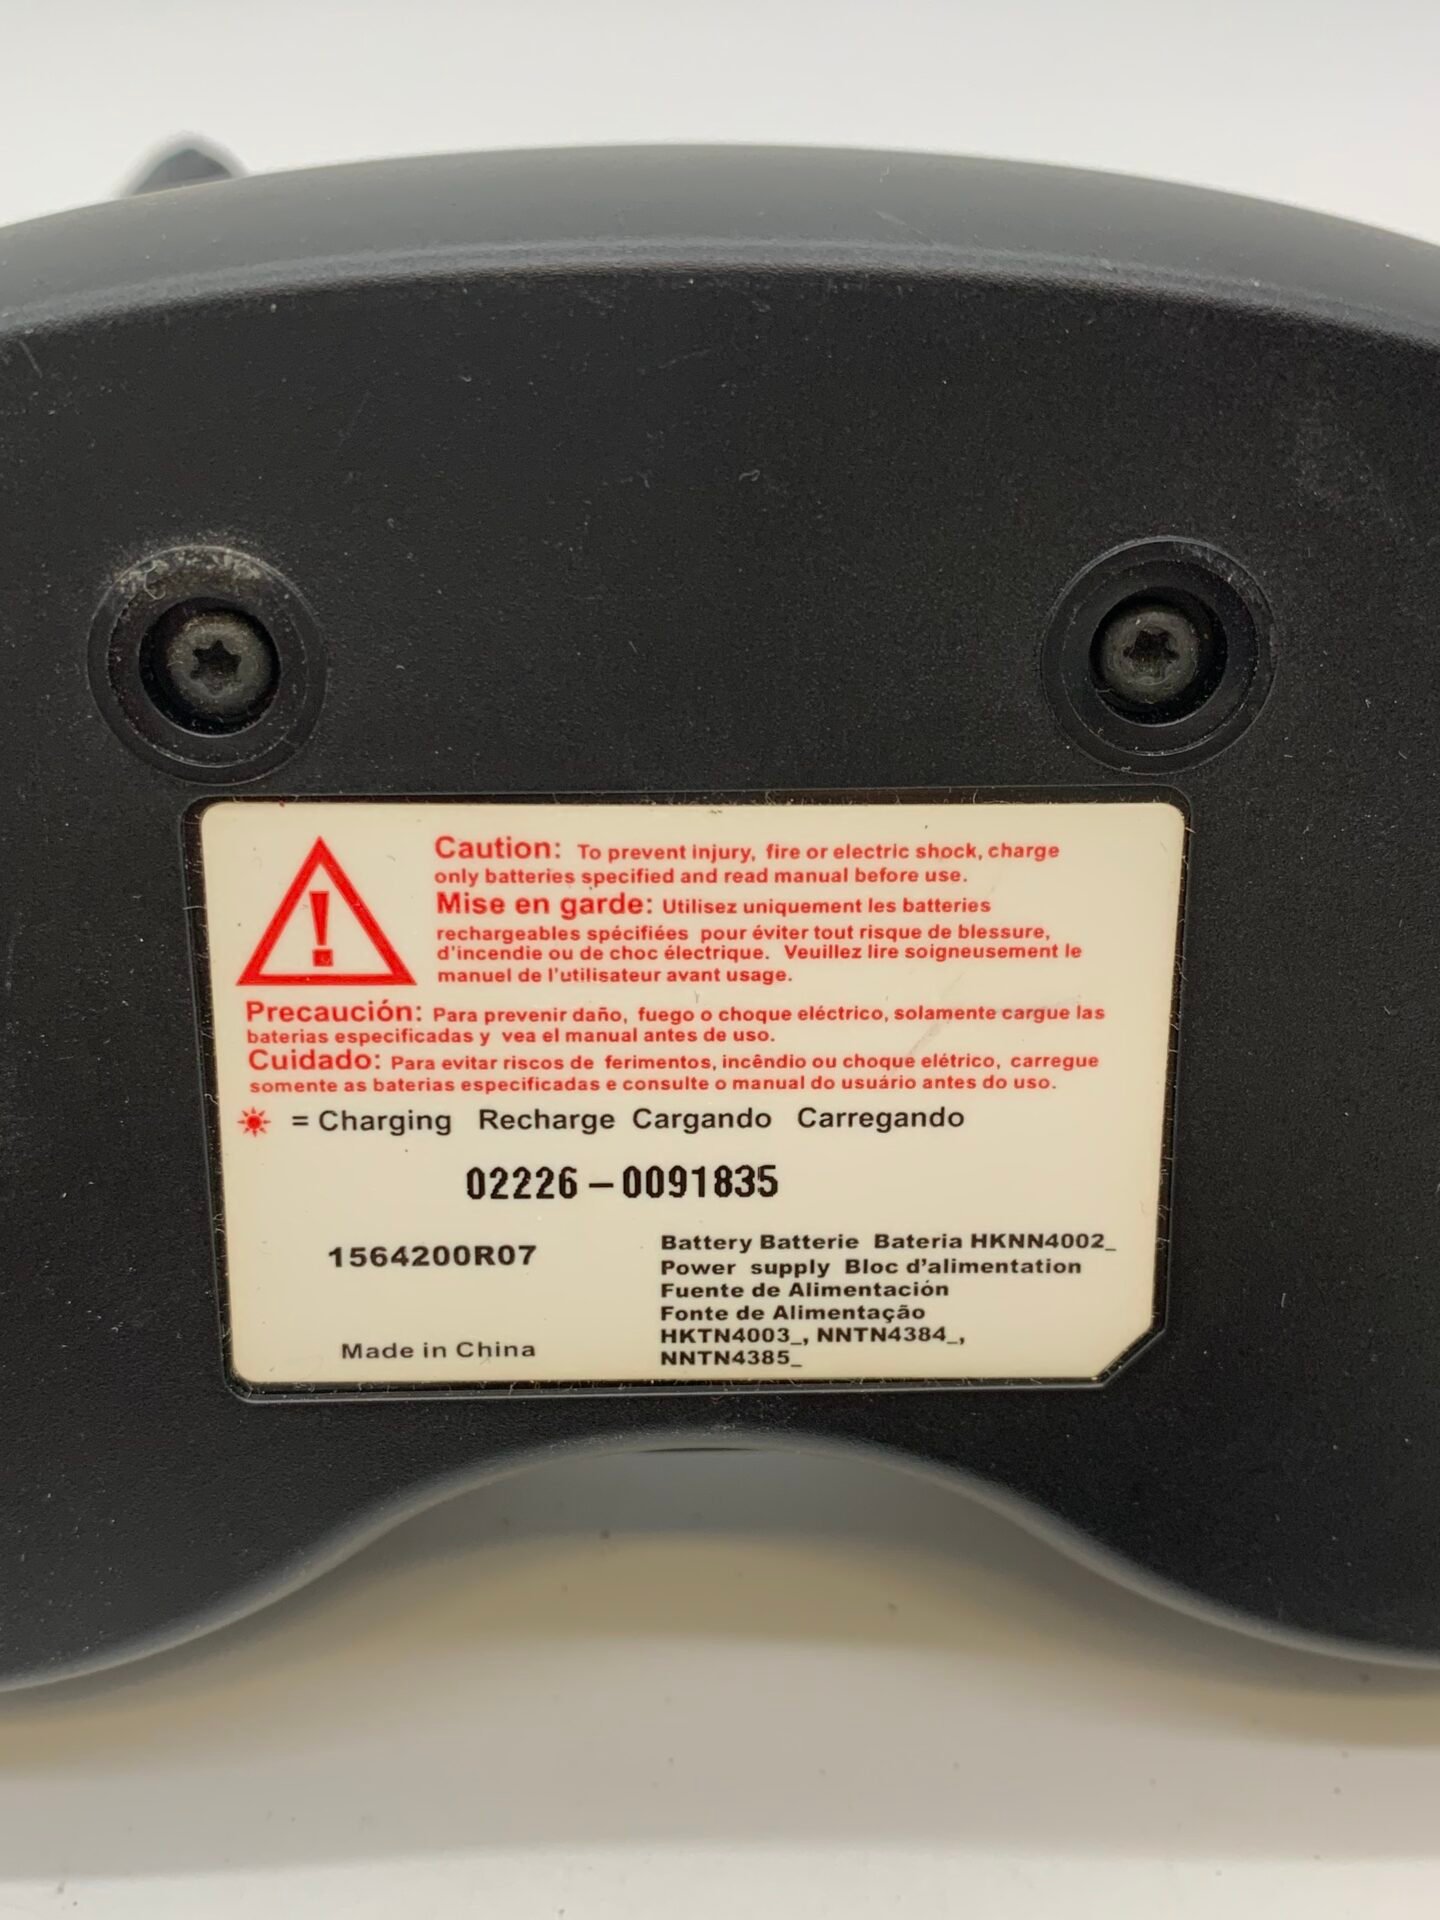 Caution: To prevent injury, fire or electric shock, charge
only batteries specified and read manual before use.
Mise en garde: Utilisez uniquement les batteries
rechargeables spécifiées pour éviter tout risque de blessure,
d'incendie ou de choc électrique. Veuillez lire soigneusement le
manuel de l'utilisateur avant usage.
Precaución: Para prevenir daño, fuego o choque eléctrico, solamente cargue las
baterias especificadas y vea el manual antes de uso.
Cuidado: Para evitar riscos de ferimentos, incêndio ou choque elétrico, carregue
somente as baterias especificadas e consulte o manual do usuário antes do uso.
= Charging Recharge Cargando Carregando
02226-0091835
1564200R07
Made in China
Battery Batterie Bateria HKNN4002_
Power supply Bloc d'alimentation
Fuente de Alimentación
Fonte de Alimentação
HKTN4003_, NNTN4384_,
NNTN4385_